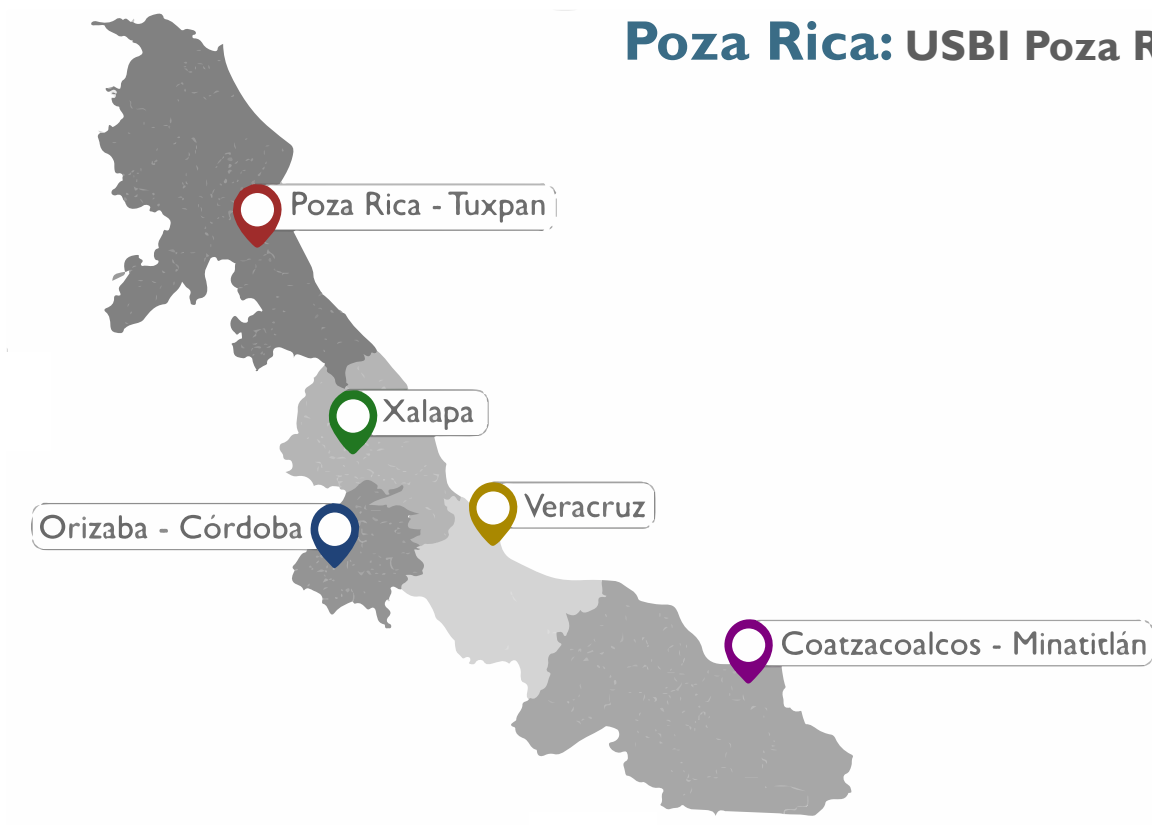 Poza Rica: USBI Poza R
Poza Rica - Tuxpan
Xalapa
Veracruz
Orizaba - Córdoba
Coatzacoalcos - Minatitlán